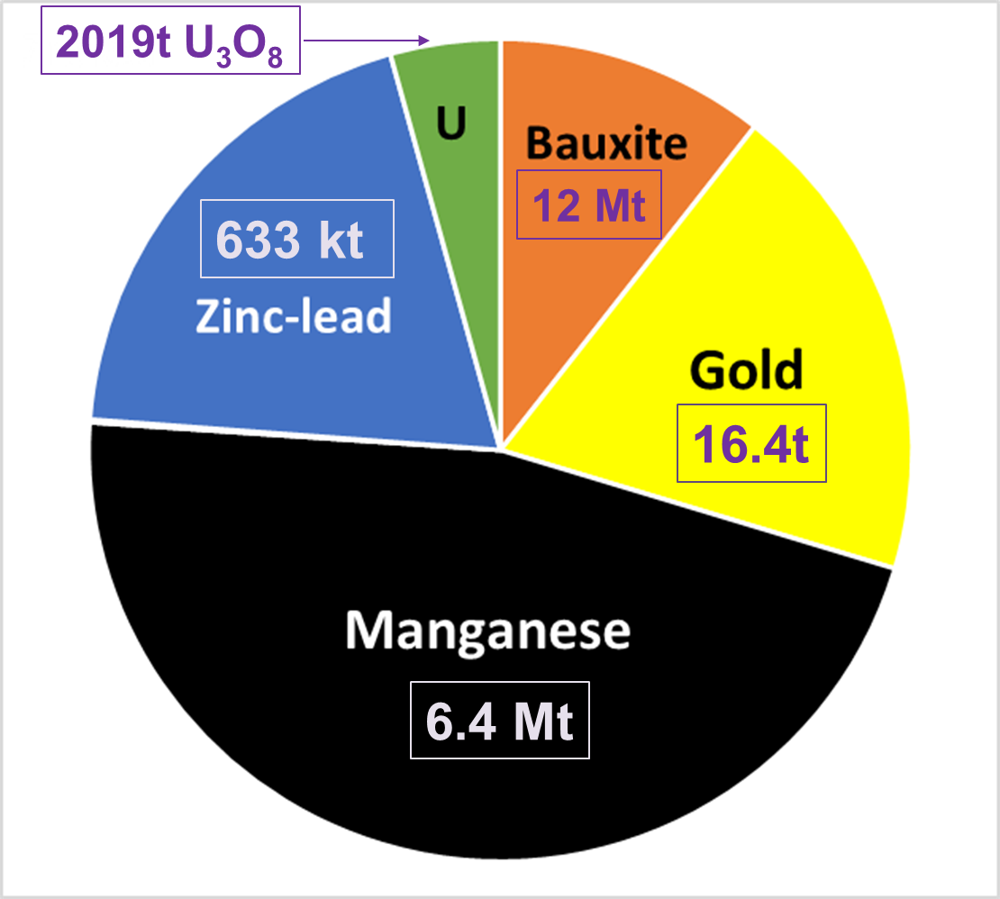 2019t U₃O₈
U
Bauxite
12 Mt
633 kt
Zinc-lead
Gold
16.4t
Manganese
6.4 Mt